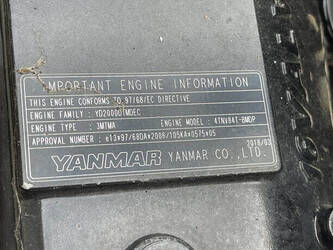 IMPORTANT ENGINE INFORMATION
THIS ENGINE CONFORMS TO 97/68/EC DIRECTIVE
ENGINE FAMILY : YD2000UTMDEC
ENGINE TYPE : 3MTMA ENGINE MODEL : 4TNV84T-BMDP
APPROVAL NUMBER : e13*97/68DA*2008/105KA*0575*05
2018/03
YANMAR YANMAR CO.,LTD.